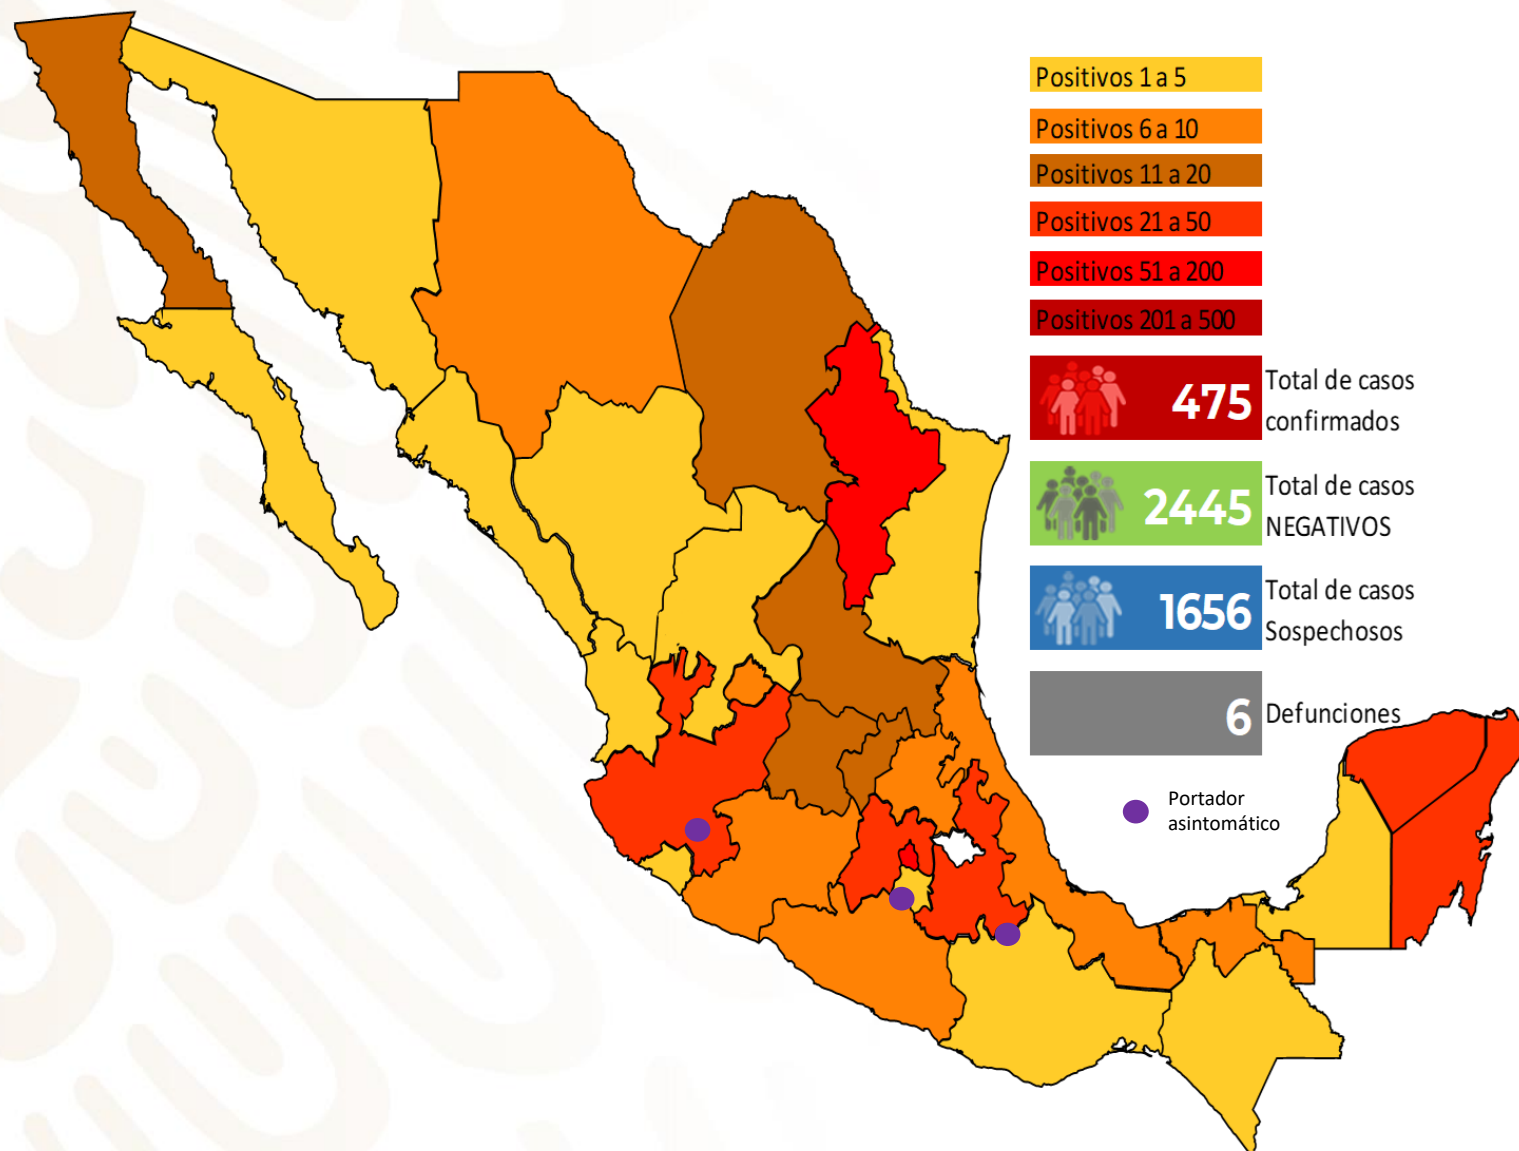 Positivos 1 a 5
Positivos 6 a 10
Positivos 11 a 20
Positivos 21 a 50
Positivos 51 a 200
Positivos 201 a 500
475 Total de casos
confirmados
2445 Total de casos
NEGATIVOS
1656 Total de casos
Sospechosos
6 Defunciones
Portador
asintomático